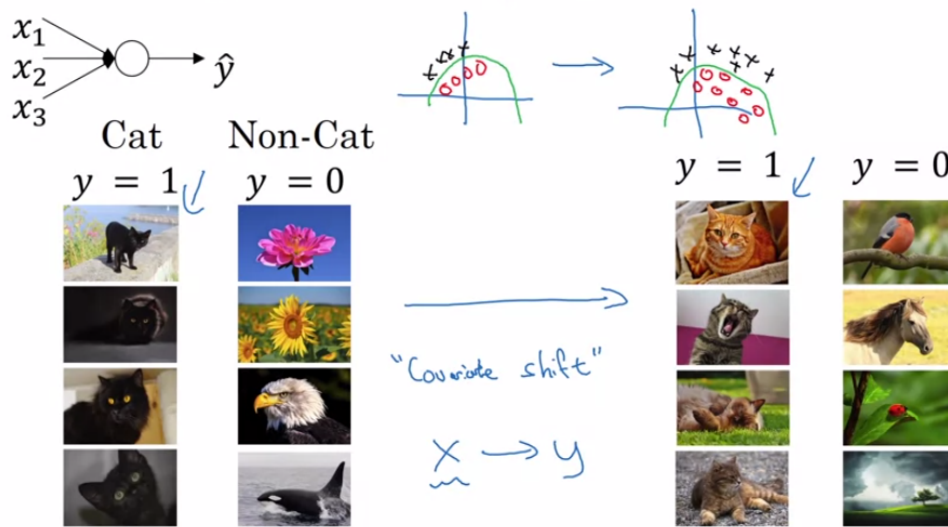 x₁
x₂
x₃
ŷ
Cat
Non-Cat
y = 1
y = 0
y = 1
y = 0
"Covariate shift"
x → y